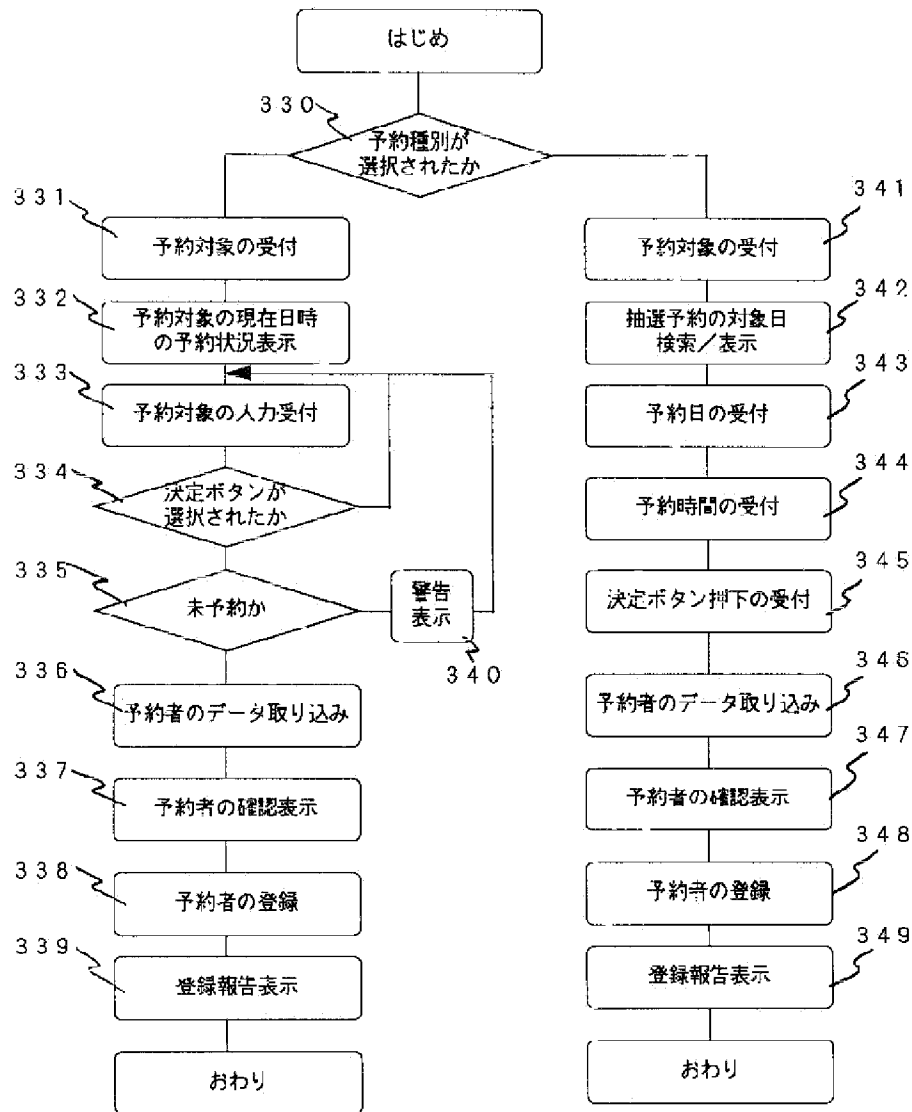 はじめ
330
予約種別が
選択されたか
331
予約対象の受付
332
予約対象の現在日時
の予約状況表示
333
予約対象の入力受付
334
決定ボタンが
選択されたか
335
未予約か
警告
表示
340
336
予約者のデータ取り込み
337
予約者の確認表示
338
予約者の登録
339
登録報告表示
おわり
341
予約対象の受付
342
抽選予約の対象日
検索/表示
343
予約日の受付
344
予約時間の受付
345
決定ボタン押下の受付
346
予約者のデータ取り込み
347
予約者の確認表示
348
予約者の登録
349
登録報告表示
おわり